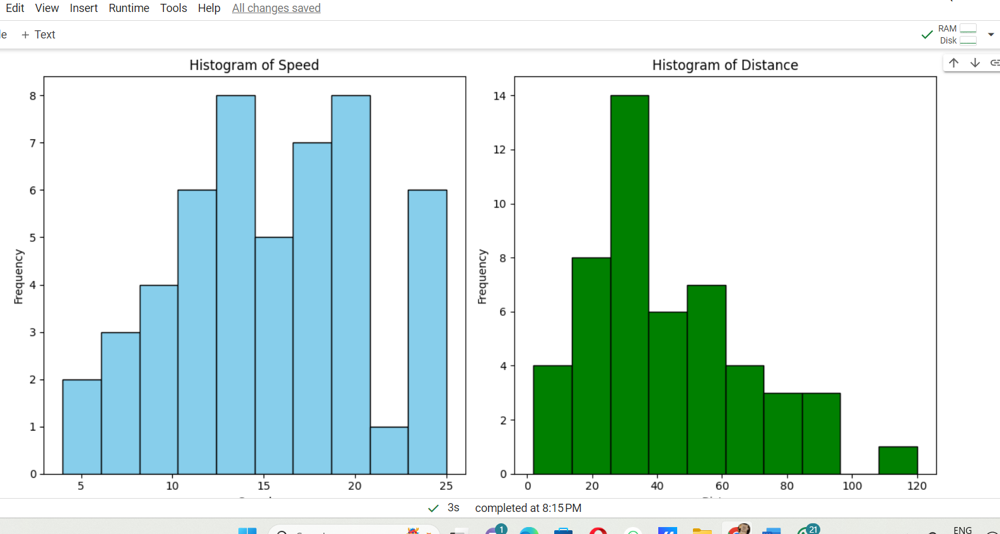 Edit View Insert Runtime Tools Help All changes saved
+ Text
RAM
Disk
Histogram of Speed
Histogram of Distance
8
7
6
5
4
3
2
1
0
Frequency
5 10 15 20 25
14
12
10
8
6
4
2
0
Frequency
0 20 40 60 80 100 120
3s completed at 8:15 PM
1
21
ENG